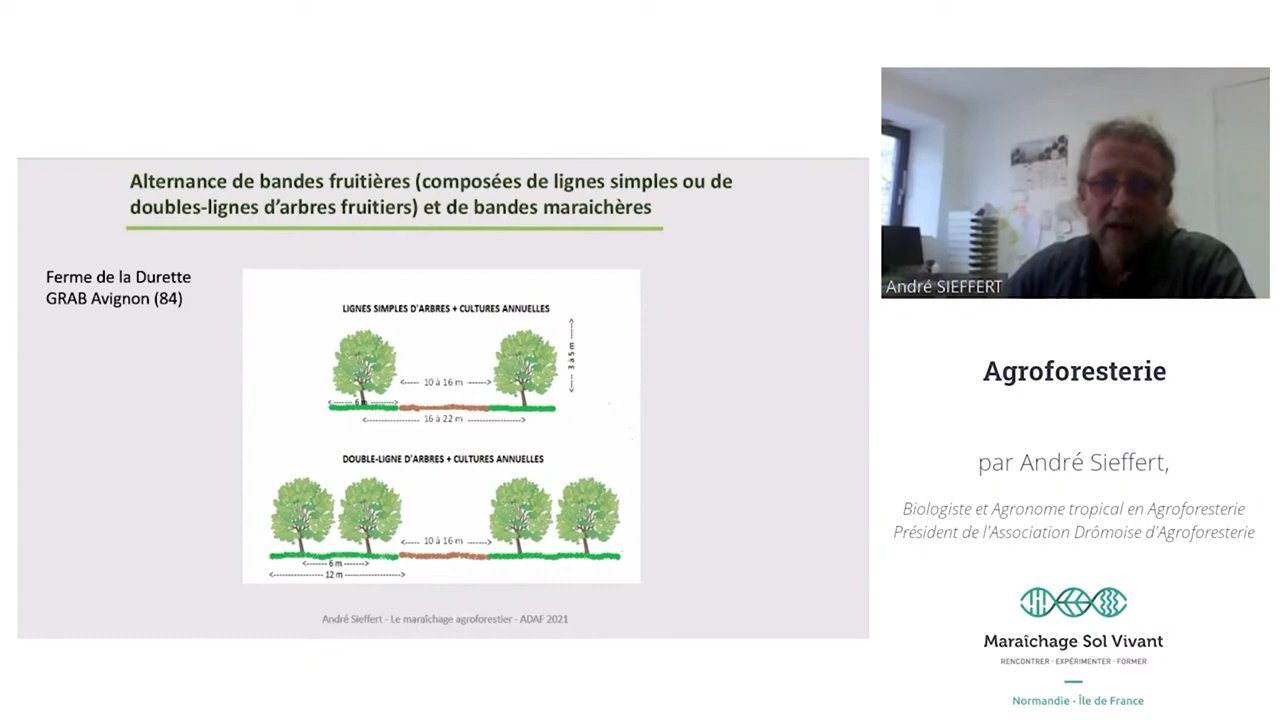 Alternance de bandes fruitières (composées de lignes simples ou de
doubles-lignes d'arbres fruitiers) et de bandes maraichères
Ferme de la Durette
GRAB Avignon (84)
LIGNES SIMPLES D'ARBRES + CULTURES ANNUELLES
10 à 16 m
3 à 5 m
6 m
16 à 22 m
DOUBLE-LIGNE D'ARBRES + CULTURES ANNUELLES
10 à 16 m
6 m
12 m
André Sieffert - Le maraîchage agroforestier - ADAF 2021
André SIEFFERT
Agroforesterie
par André Sieffert,
Biologiste et Agronome tropical en Agroforesterie
Président de l'Association Drômoise d'Agroforesterie
Maraîchage Sol Vivant
RENCONTRER · EXPÉRIMENTER · FORMER
Normandie - Île de France